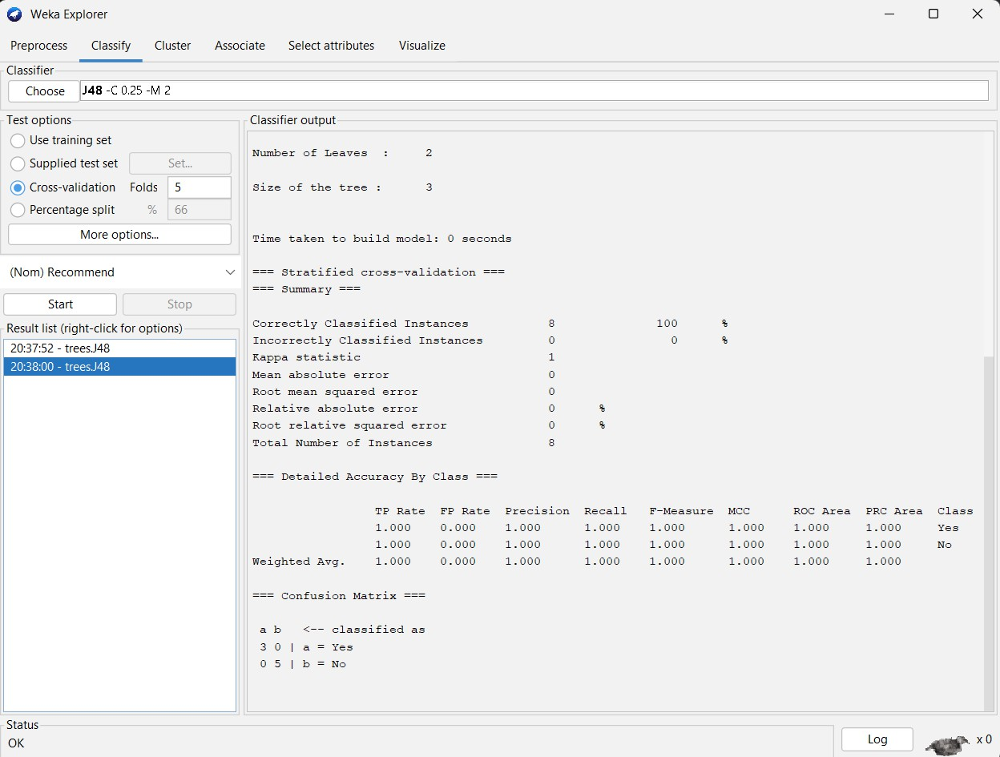 Weka Explorer
Preprocess Classify Cluster Associate Select attributes Visualize
Classifier
Choose J48 -C 0.25 -M 2
Test options
Use training set
Supplied test set Set...
Cross-validation Folds 5
Percentage split % 66
More options...
(Nom) Recommend
Start Stop
Result list (right-click for options)
20:37:52 - trees.J48
20:38:00 - trees.J48
Classifier output
Number of Leaves : 2
Size of the tree : 3
Time taken to build model: 0 seconds
=== Stratified cross-validation ===
=== Summary ===
Correctly Classified Instances 8 100 %
Incorrectly Classified Instances 0 0 %
Kappa statistic 1
Mean absolute error 0
Root mean squared error 0
Relative absolute error 0 %
Root relative squared error 0 %
Total Number of Instances 8
=== Detailed Accuracy By Class ===
TP Rate FP Rate Precision Recall F-Measure MCC ROC Area PRC Area Class
1.000 0.000 1.000 1.000 1.000 1.000 1.000 1.000 Yes
1.000 0.000 1.000 1.000 1.000 1.000 1.000 1.000 No
Weighted Avg. 1.000 0.000 1.000 1.000 1.000 1.000 1.000 1.000
=== Confusion Matrix ===
a b <-- classified as
3 0 | a = Yes
0 5 | b = No
Status
OK
Log x 0